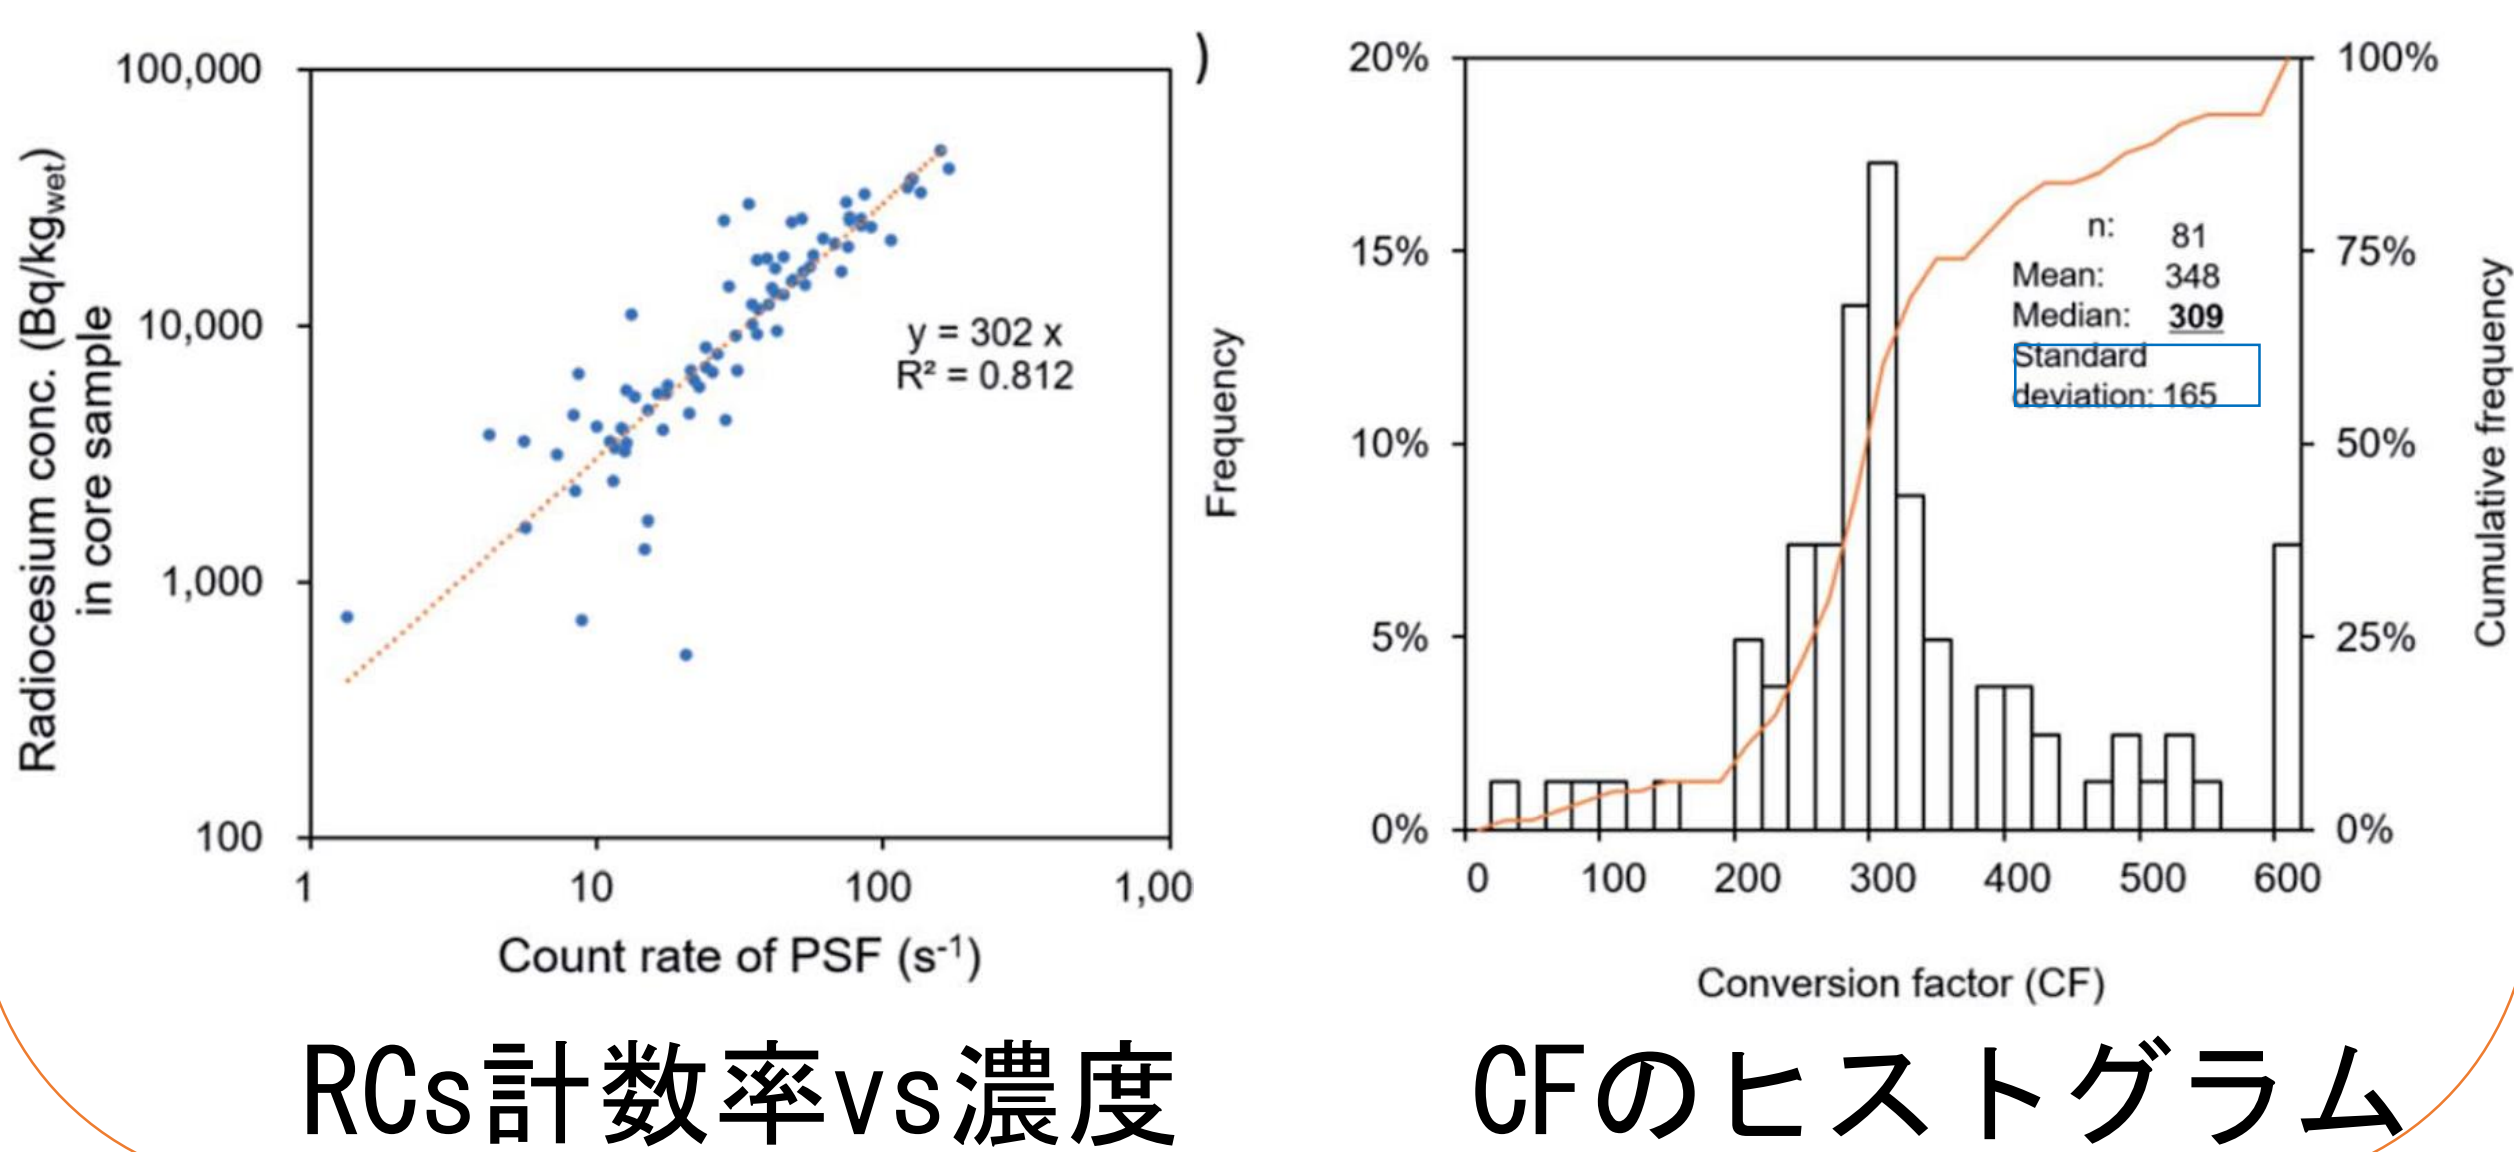 100,000
10,000
1,000
100
Radiocesium conc. (Bq/kgwet)
in core sample
y = 302 x
R² = 0.812
1
10
100
1,00
Count rate of PSF (s-1)
RCs計数率vs濃度
)
20%
15%
10%
5%
0%
Frequency
100%
75%
50%
25%
0%
Cumulative frequency
n: 81
Mean: 348
Median: 309
Standard
deviation: 165
0
100
200
300
400
500
600
Conversion factor (CF)
CFのヒストグラム